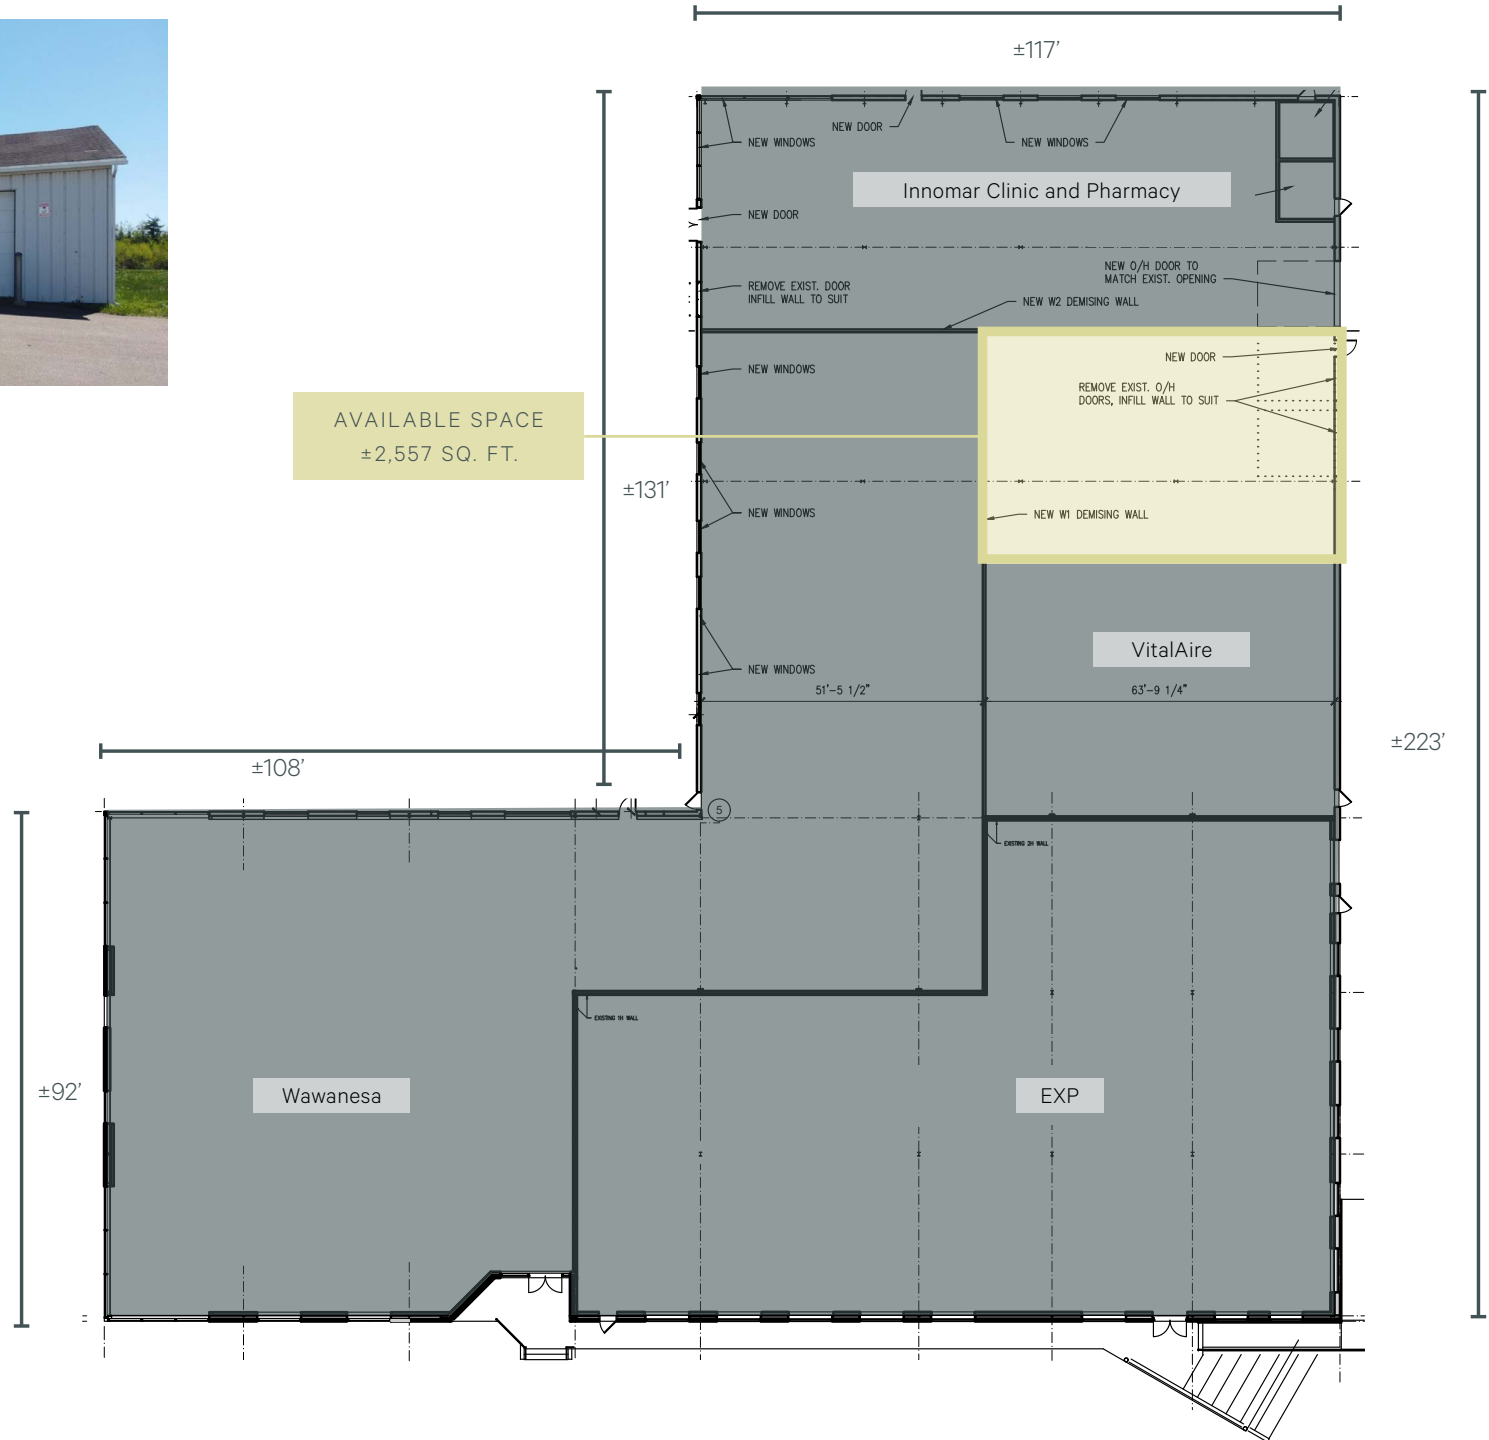 ±117’
NEW WINDOWS
NEW DOOR
NEW WINDOWS
Innomar Clinic and Pharmacy
NEW DOOR
NEW O/H DOOR TO
MATCH EXIST. OPENING
REMOVE EXIST. DOOR
INFILL WALL TO SUIT
NEW W2 DEMISING WALL
NEW DOOR
NEW WINDOWS
REMOVE EXIST. O/H
DOORS, INFILL WALL TO SUIT
AVAILABLE SPACE
±2,557 SQ. FT.
±131’
NEW WINDOWS
NEW W1 DEMISING WALL
VitalAire
NEW WINDOWS
51'-5 1/2"
63'-9 1/4"
±223’
±108’
5
EXISTING 2H WALL
EXISTING 1H WALL
±92’
Wawanesa
EXP